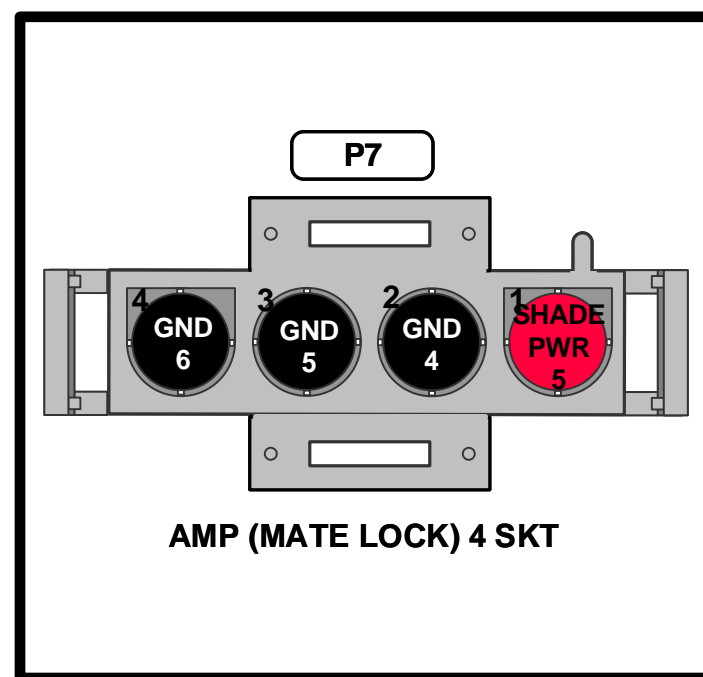 P7
4 3 2 1
GND GND GND SHADE
6 5 4 PWR
5
AMP (MATE LOCK) 4 SKT